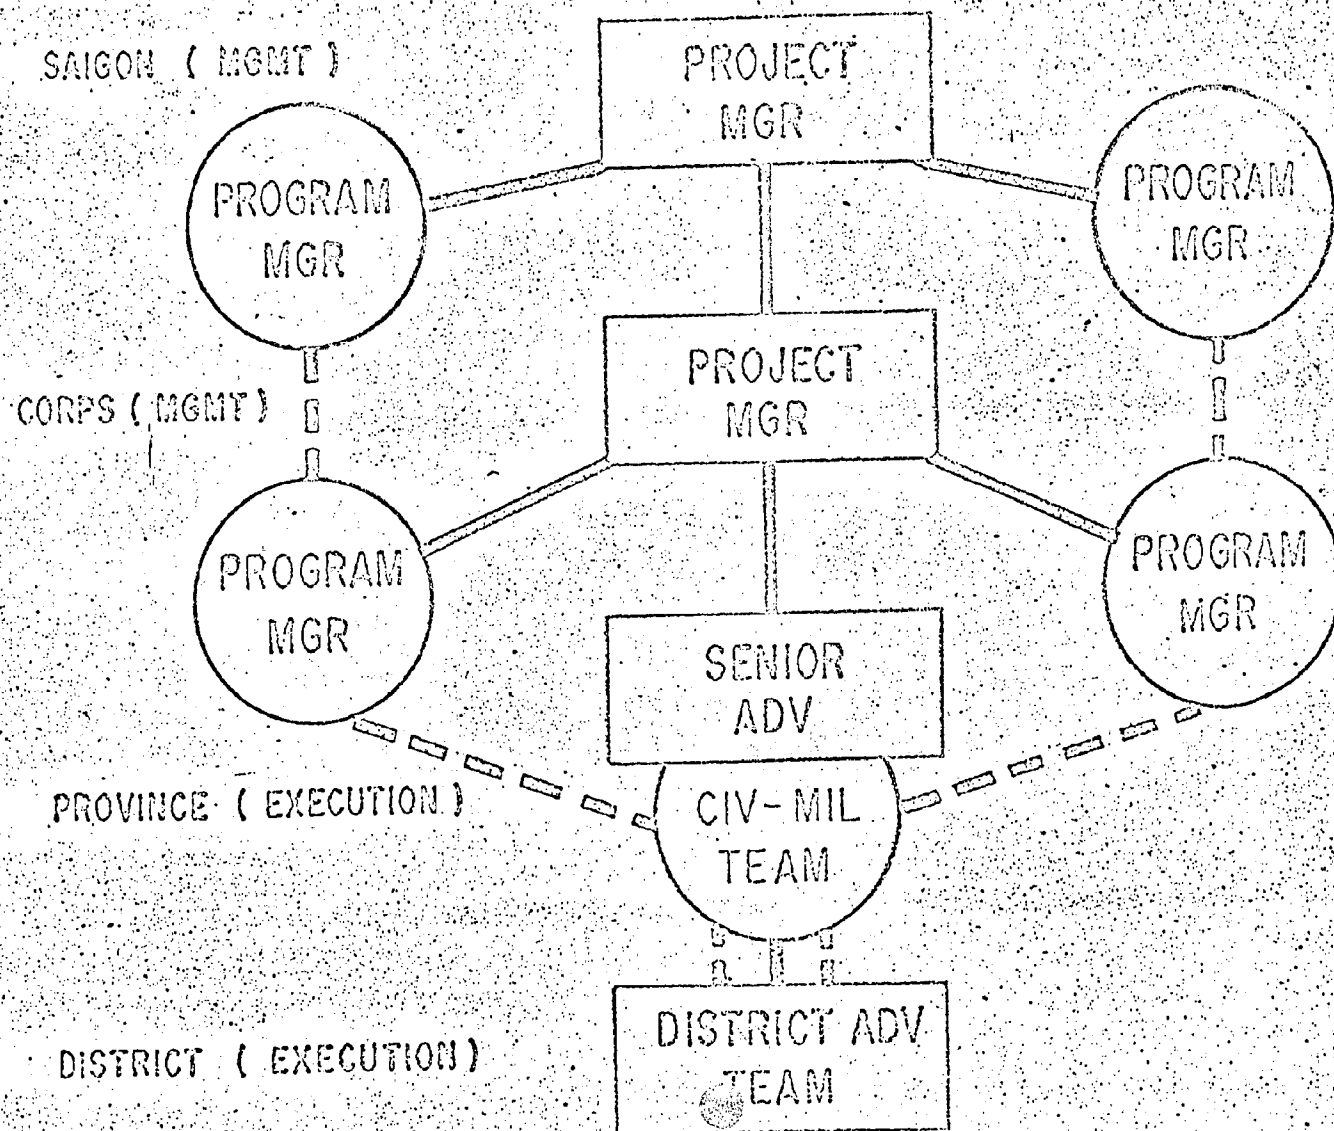 SAIGON ( MGMT )
PROJECT
MGR
PROGRAM
MGR
PROGRAM
MGR
CORPS ( MGMT )
PROJECT
MGR
PROGRAM
MGR
PROGRAM
MGR
SENIOR
ADV
PROVINCE ( EXECUTION )
CIV-MIL
TEAM
DISTRICT ( EXECUTION )
DISTRICT ADV
TEAM